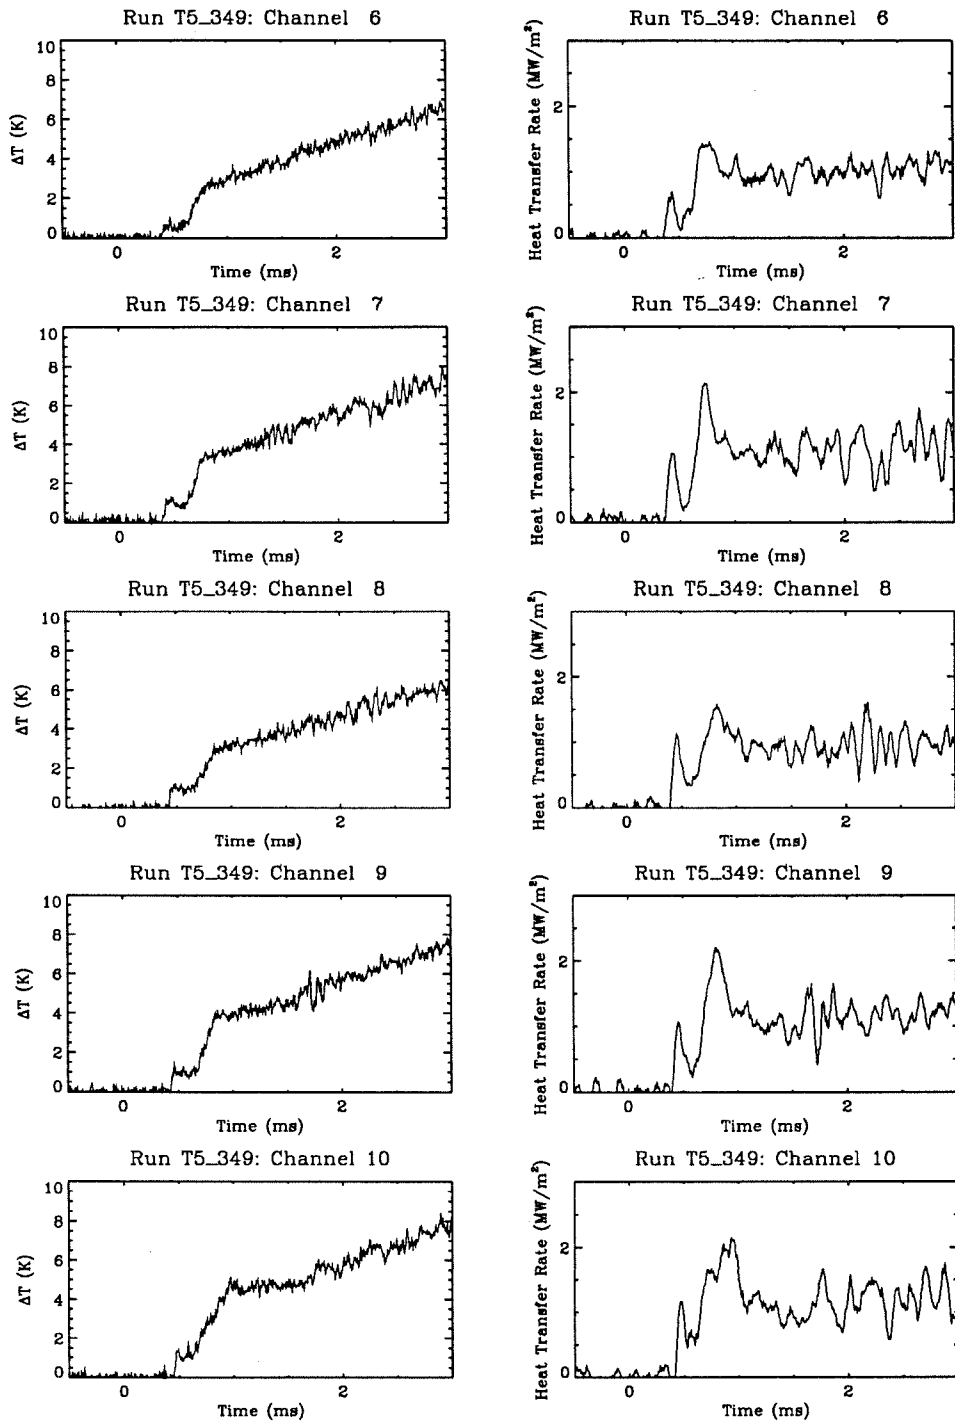 Run T5_349: Channel 6
ΔT (K)
10
8
6
4
2
0
0
2
Time (ms)
Run T5_349: Channel 6
Heat Transfer Rate (MW/m²)
2
0
0
2
Time (ms)
Run T5_349: Channel 7
ΔT (K)
10
8
6
4
2
0
0
2
Time (ms)
Run T5_349: Channel 7
Heat Transfer Rate (MW/m²)
2
0
0
2
Time (ms)
Run T5_349: Channel 8
ΔT (K)
10
8
6
4
2
0
0
2
Time (ms)
Run T5_349: Channel 8
Heat Transfer Rate (MW/m²)
2
0
0
2
Time (ms)
Run T5_349: Channel 9
ΔT (K)
10
8
6
4
2
0
0
2
Time (ms)
Run T5_349: Channel 9
Heat Transfer Rate (MW/m²)
2
0
0
2
Time (ms)
Run T5_349: Channel 10
ΔT (K)
10
8
6
4
2
0
0
2
Time (ms)
Run T5_349: Channel 10
Heat Transfer Rate (MW/m²)
2
0
0
2
Time (ms)